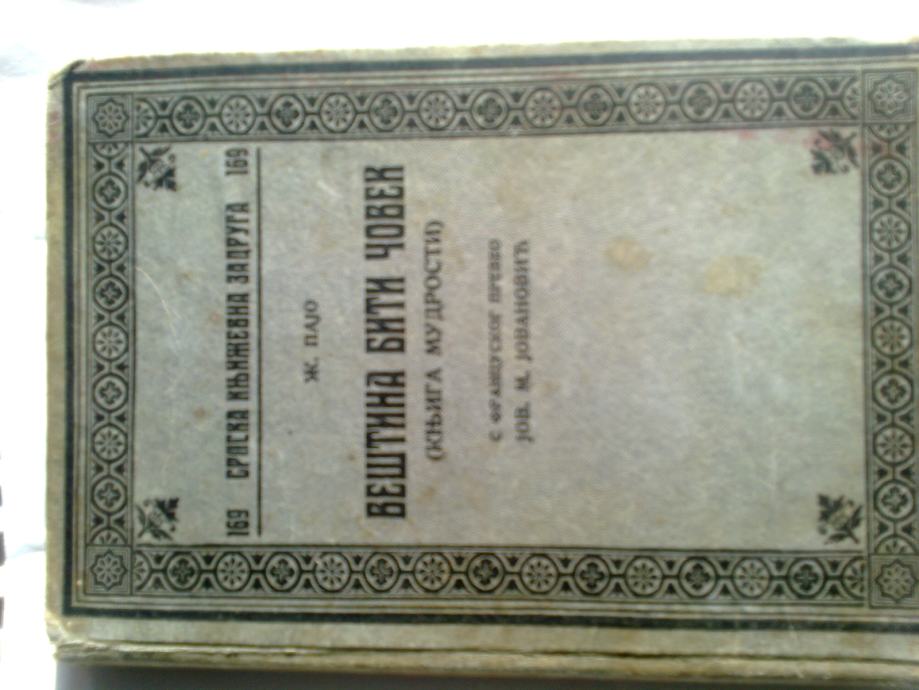 169 СРПСКА КЊИЖЕВНА ЗАДРУГА 169
Ж. ПАЈО
ВЕШТИНА БИТИ ЧОВЕК
(КЊИГА МУДРОСТИ)
С ФРАНЦУСКОГ ПРЕВЕО
ЈОВ. М. ЈОВАНОВИЋ